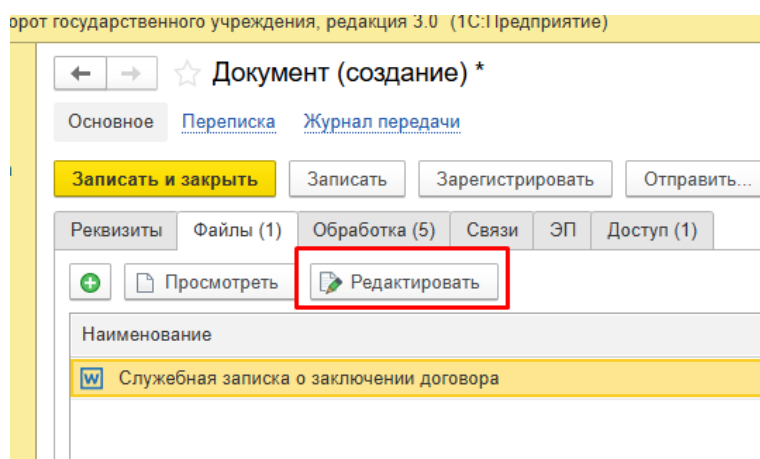 орот государственного учреждения, редакция 3.0 (1С:Предприятие)
Документ (создание) *
Основное Переписка Журнал передачи
Записать и закрыть Записать Зарегистрировать Отправить...
Реквизиты Файлы (1) Обработка (5) Связи ЭП Доступ (1)
Просмотреть Редактировать
Наименование
W Служебная записка о заключении договора